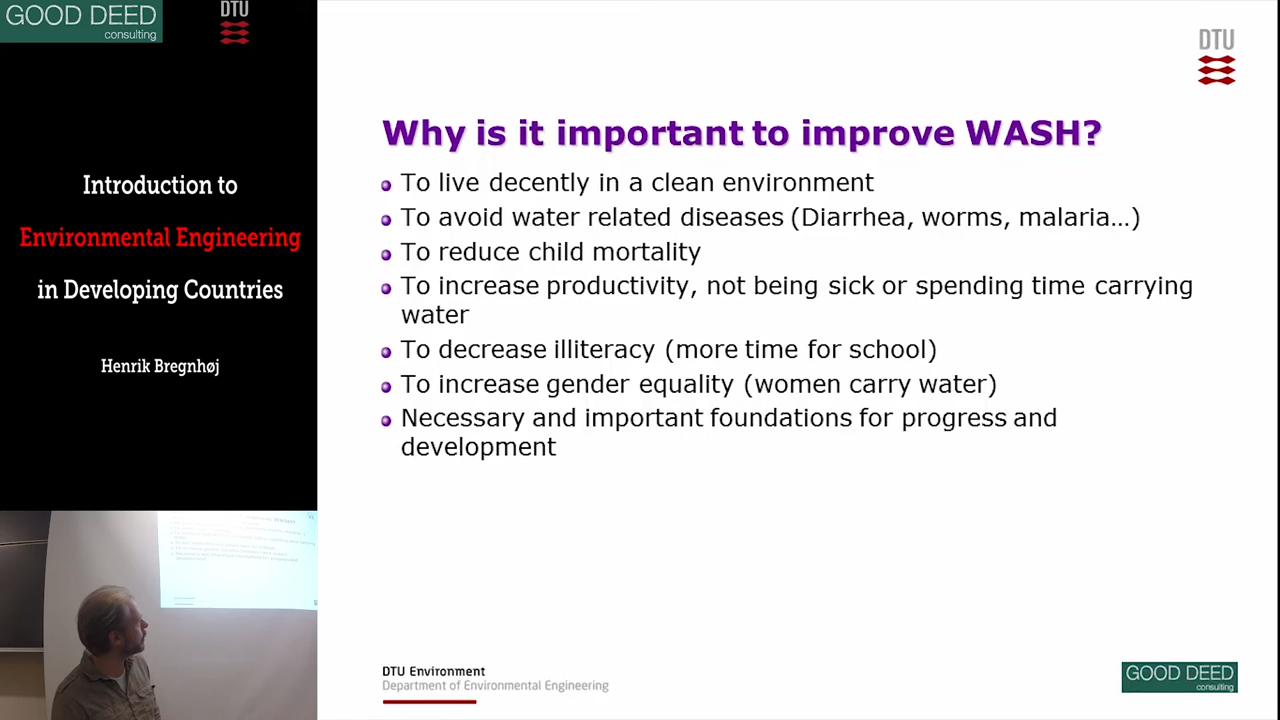 GOOD DEED
consulting
DTU
Introduction to
Environmental Engineering
in Developing Countries
Henrik Bregnhøj
DTU
Why is it important to improve WASH?
To live decently in a clean environment
To avoid water related diseases (Diarrhea, worms, malaria…)
To reduce child mortality
To increase productivity, not being sick or spending time carrying
water
To decrease illiteracy (more time for school)
To increase gender equality (women carry water)
Necessary and important foundations for progress and
development
DTU Environment
Department of Environmental Engineering
GOOD DEED
consulting